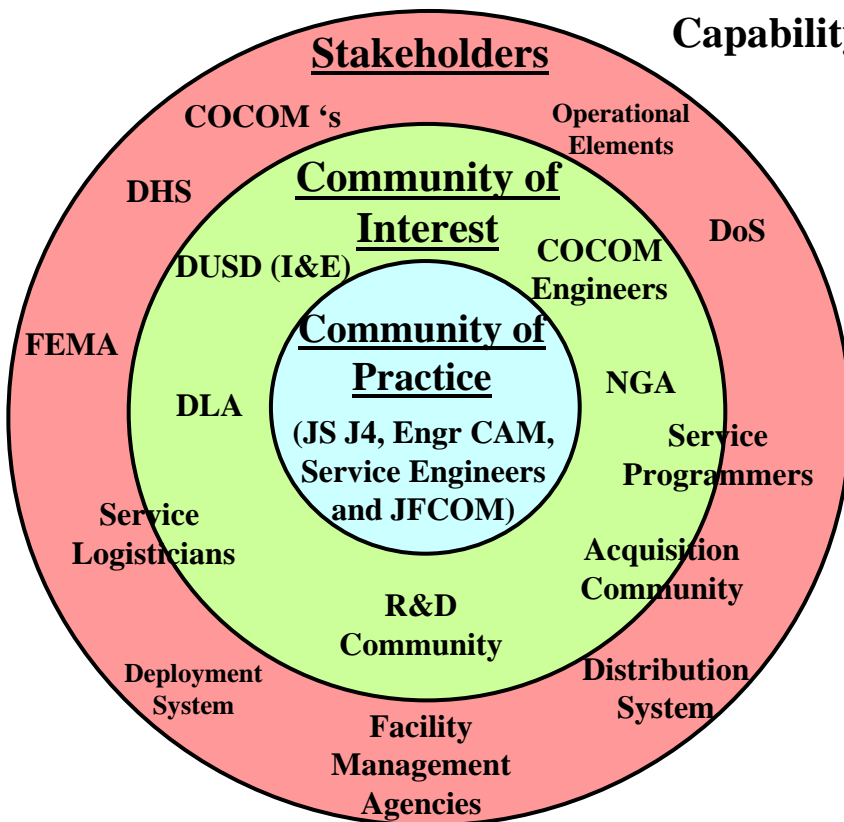 Capability
Stakeholders
COCOM ‘s
Operational
Elements
DHS
Community of
Interest
DoS
DUSD (I&E)
COCOM
Engineers
FEMA
Community of
Practice
NGA
DLA
(JS J4, Engr CAM,
Service Engineers
and JFCOM)
Service
Programmers
Service
Logisticians
Acquisition
Community
R&D
Community
Deployment
System
Distribution
System
Facility
Management
Agencies